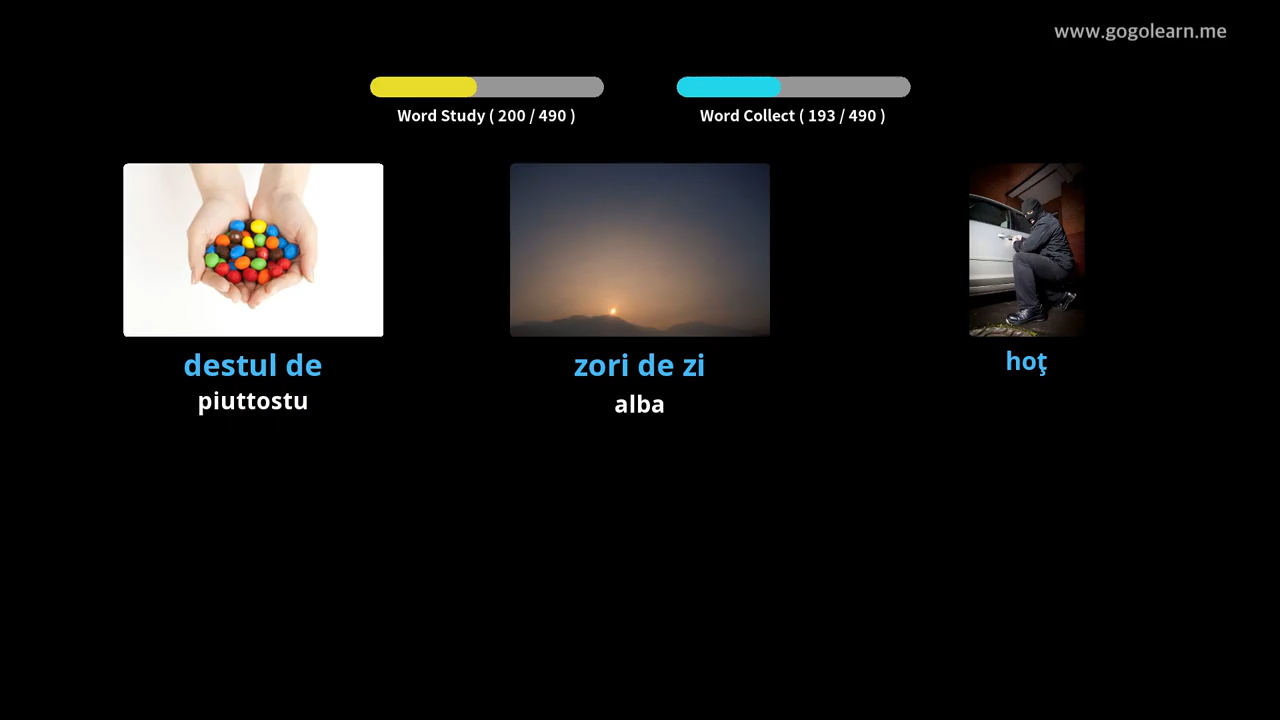 www.gogolearn.me
Word Study ( 200 / 490 )
Word Collect ( 193 / 490 )
destul de
piuttostu
zori de zi
alba
hoţ